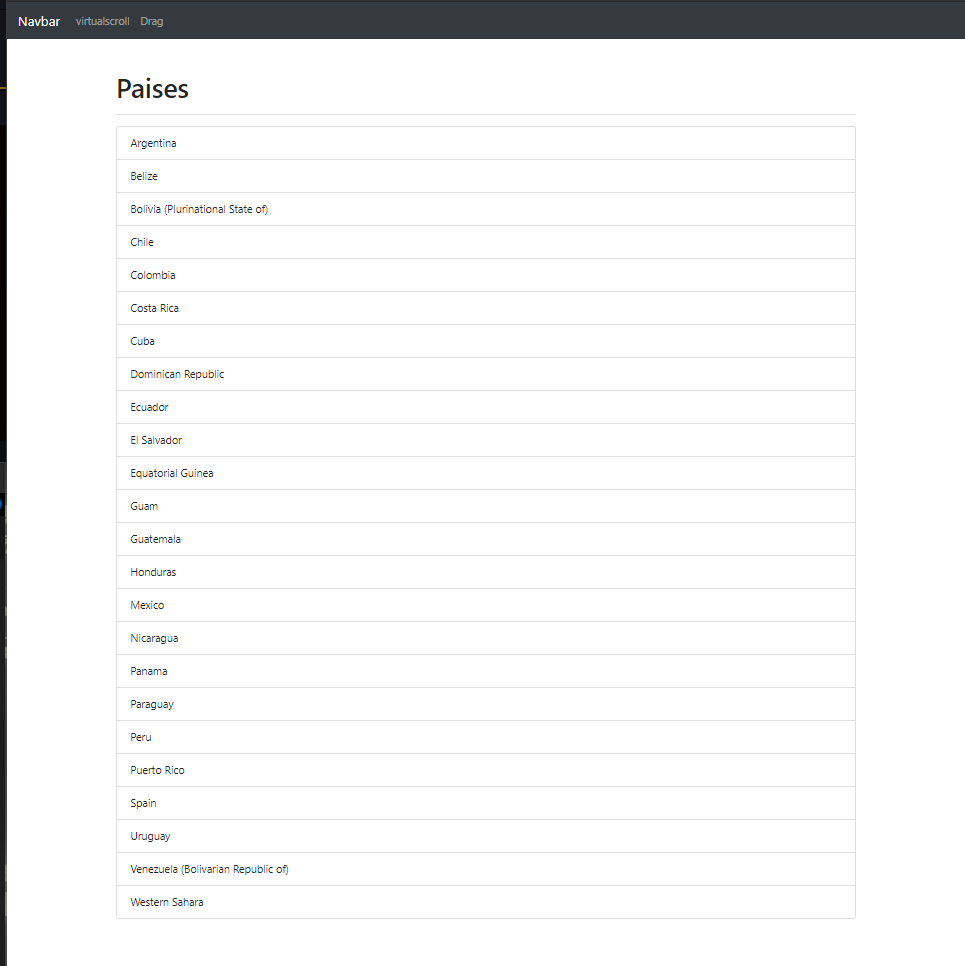 Navbar virtualscroll Drag
Paises
Argentina
Belize
Bolivia (Plurinational State of)
Chile
Colombia
Costa Rica
Cuba
Dominican Republic
Ecuador
El Salvador
Equatorial Guinea
Guam
Guatemala
Honduras
Mexico
Nicaragua
Panama
Paraguay
Peru
Puerto Rico
Spain
Uruguay
Venezuela (Bolivarian Republic of)
Western Sahara